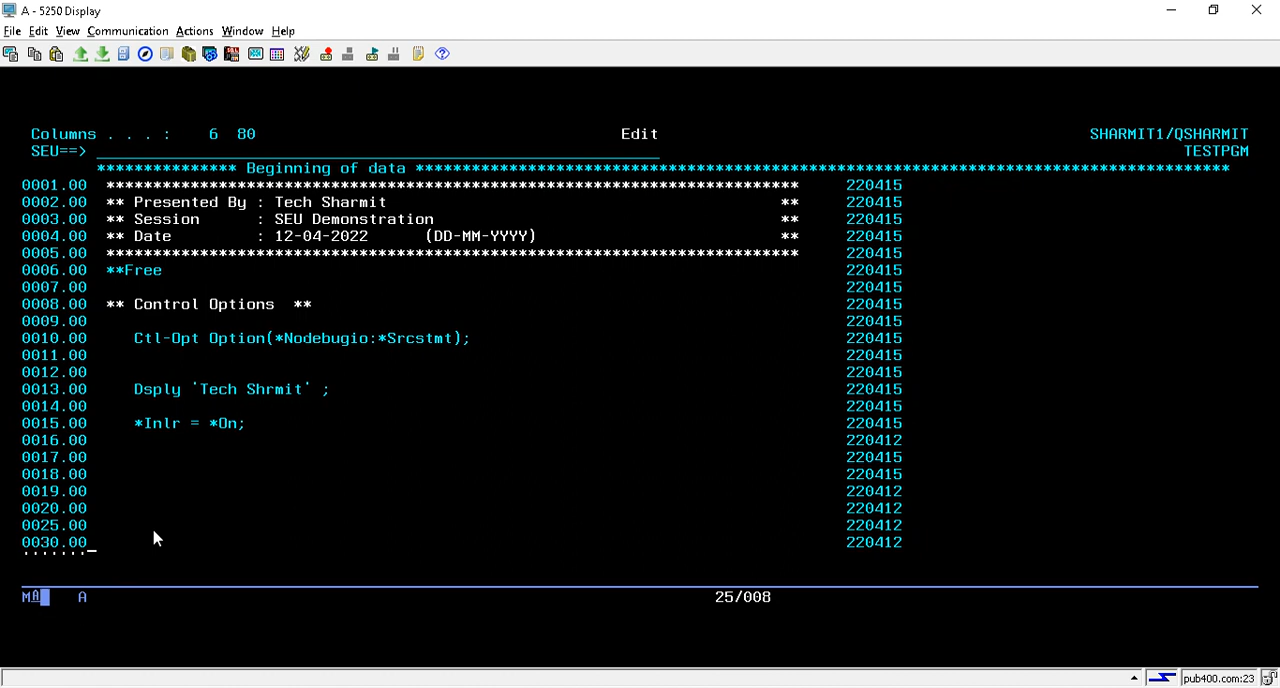 A - 5250 Display
File Edit View Communication Actions Window Help
Columns . . . : 6 80 Edit SHARMIT1/QSHARMIT
SEU==> TESTPGM
*************** Beginning of data ****************************************************************************************
0001.00 ************************************************************************** 220415
0002.00 ** Presented By : Tech Sharmit ** 220415
0003.00 ** Session : SEU Demonstration ** 220415
0004.00 ** Date : 12-04-2022 (DD-MM-YYYY) ** 220415
0005.00 ************************************************************************** 220415
0006.00 **Free 220415
0007.00 220415
0008.00 ** Control Options ** 220415
0009.00 220415
0010.00 Ctl-Opt Option(*Nodebugio:*Srcstmt); 220415
0011.00 220415
0012.00 220415
0013.00 Dsply 'Tech Shrmit' ; 220415
0014.00 220415
0015.00 *Inlr = *On; 220415
0016.00 220412
0017.00 220415
0018.00 220415
0019.00 220412
0020.00 220412
0025.00 220412
0030.00 220412
.......
MA A 25/008
pub400.com:23